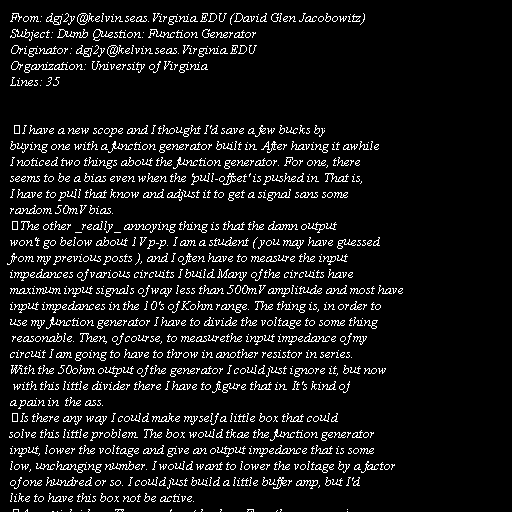 From: dgj2y@kelvin.seas.Virginia.EDU (David Glen Jacobowitz)
Subject: Dumb Question: Function Generator
Originator: dgj2y@kelvin.seas.Virginia.EDU
Organization: University of Virginia
Lines: 35
I have a new scope and I thought I'd save a few bucks by
buying one with a function generator built in. After having it awhile
I noticed two things about the function generator. For one, there
seems to be a bias even when the 'pull-offset' is pushed in. That is,
I have to pull that know and adjust it to get a signal sans some
random 50mV bias.
The other _really_ annoying thing is that the damn output
won't go below about 1V p-p. I am a student ( you may have guessed
from my previous posts ), and I often have to measure the input
impedances of various circuits I build. Many of the circuits have
maximum input signals of way less than 500mV amplitude and most have
input impedances in the 10's of Kohm range. The thing is, in order to
use my function generator I have to divide the voltage to some thing
reasonable. Then, of course, to measurethe input impedance of my
circuit I am going to have to throw in another resistor in series.
With the 50ohm output of the generator I could just ignore it, but now
with this little divider there I have to figure that in. It's kind of
a pain in the ass.
Is there any way I could make myself a little box that could
solve this little problem. The box would tkae the function generator
input, lower the voltage and give an output impedance that is some
low, unchanging number. I would want to lower the voltage by a factor
of one hundred or so. I could just build a little buffer amp, but I'd
like to have this box not be active.